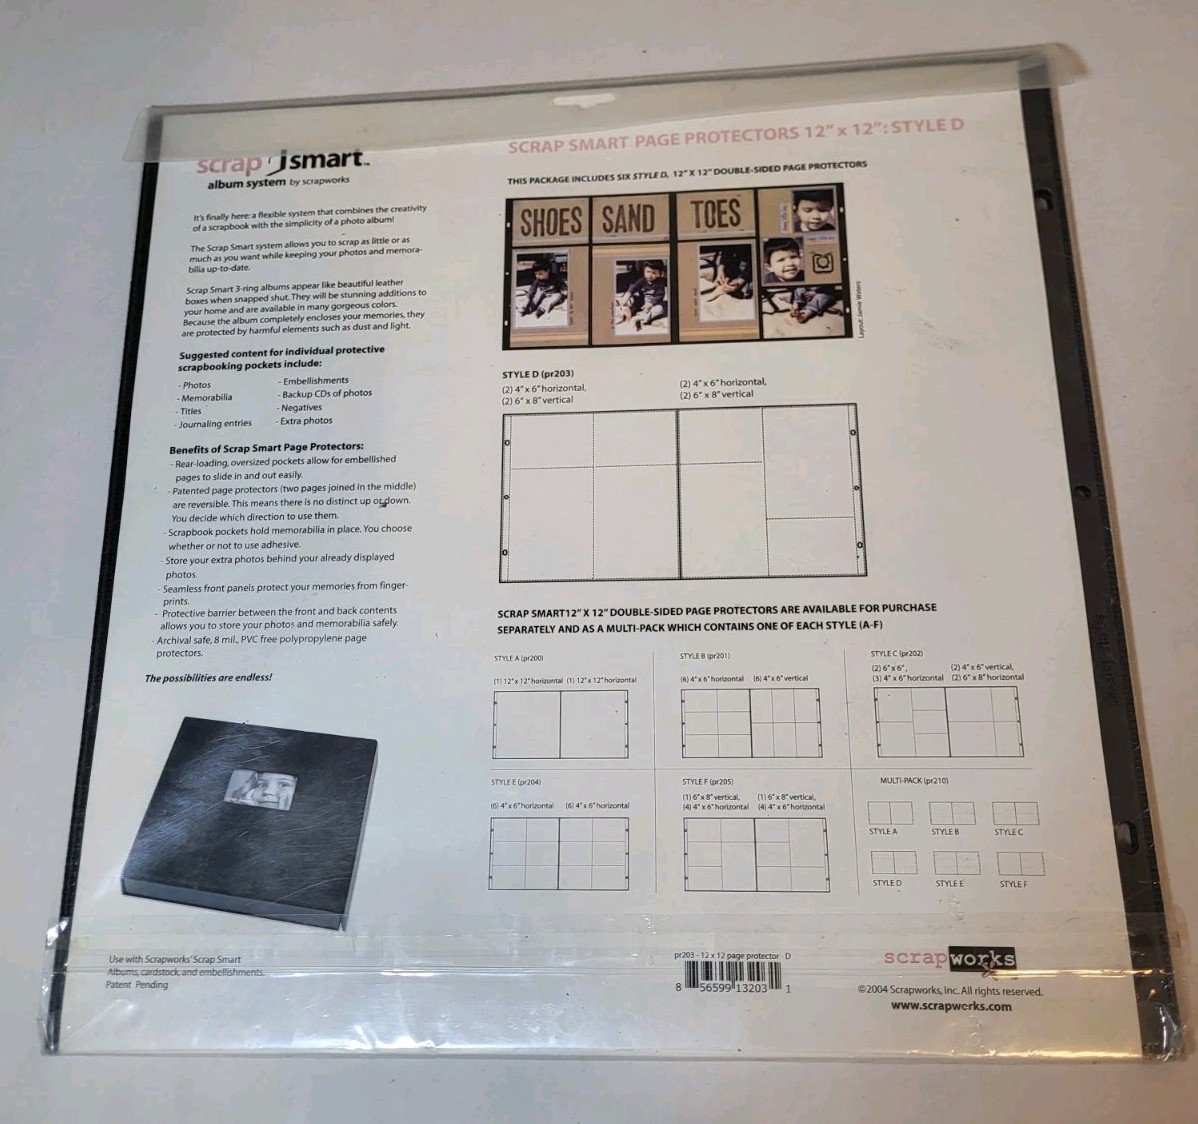 scrap smart™
album system by scrapworks
It's finally here: a flexible system that combines the creativity
of a scrapbook with the simplicity of a photo album!
The Scrap Smart system allows you to scrap as little or as
much as you want while keeping your photos and memora-
bilia up-to-date.
Scrap Smart 3-ring albums appear like beautiful leather
boxes when snapped shut. They will be stunning additions to
your home and are available in many gorgeous colors.
Because the album completely encloses your memories, they
are protected by harmful elements such as dust and light.
Suggested content for individual protective
scrapbooking pockets include:
- Photos
- Memorabilia
- Titles
- Journaling entries
- Embellishments
- Backup CDs of photos
- Negatives
- Extra photos
Benefits of Scrap Smart Page Protectors:
- Rear-loading, oversized pockets allow for embellished
pages to slide in and out easily.
- Patented page protectors (two pages joined in the middle)
are reversible. This means there is no distinct up or down.
You decide which direction to use them.
- Scrapbook pockets hold memorabilia in place. You choose
whether or not to use adhesive.
- Store your extra photos behind your already displayed
photos.
- Seamless front panels protect your memories from finger-
prints.
- Protective barrier between the front and back contents
allows you to store your photos and memorabilia safely.
- Archival safe, 8 mil., PVC free polypropylene page
protectors.
The possibilities are endless!
Use with Scrapworks' Scrap Smart
Albums, cardstock, and embellishments.
Patent Pending
SCRAP SMART PAGE PROTECTORS 12" x 12": STYLE D
THIS PACKAGE INCLUDES SIX STYLE D, 12" X 12" DOUBLE-SIDED PAGE PROTECTORS
SHOES SAND TOES
Layout: Jamie Waters
STYLE D (pr203)
(2) 4" x 6" horizontal,
(2) 6" x 8" vertical
(2) 4" x 6" horizontal,
(2) 6" x 8" vertical
SCRAP SMART 12" X 12" DOUBLE-SIDED PAGE PROTECTORS ARE AVAILABLE FOR PURCHASE
SEPARATELY AND AS A MULTI-PACK WHICH CONTAINS ONE OF EACH STYLE (A-F)
STYLE A (pr200)
(1) 12" x 12" horizontal (1) 12" x 12" horizontal
STYLE B (pr201)
(6) 4" x 6" horizontal (6) 4" x 6" vertical
STYLE C (pr202)
(2) 6" x 6",
(3) 4" x 6" horizontal
(2) 4" x 6" vertical,
(2) 6" x 8" horizontal
STYLE E (pr204)
(6) 4" x 6" horizontal (6) 4" x 6" horizontal
STYLE F (pr205)
(1) 6" x 8" vertical,
(4) 4" x 6" horizontal
(1) 6" x 8" vertical,
(4) 4" x 6" horizontal
MULTI-PACK (pr210)
STYLE A STYLE B STYLE C
STYLE D STYLE E STYLE F
pr203 - 12 x 12 page protector - D
8 56599 13203 1
scrapworks
©2004 Scrapworks, Inc. All rights reserved.
www.scrapworks.com